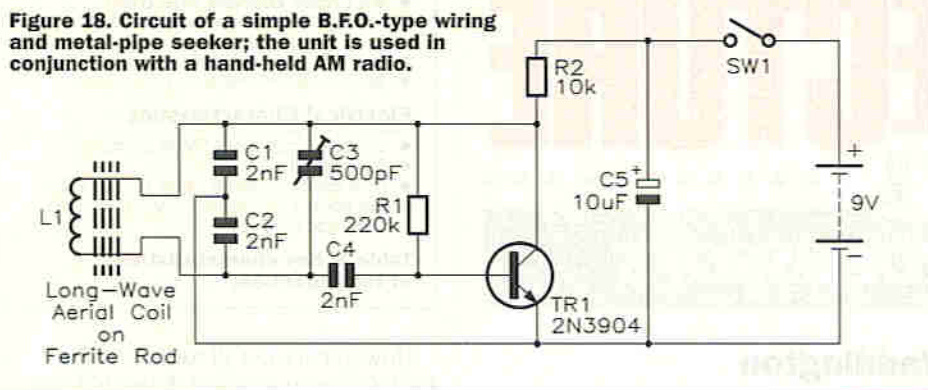 Figure 18. Circuit of a simple B.F.O.-type wiring
and metal-pipe seeker; the unit is used in
conjunction with a hand-held AM radio.
R2
10k
SW1
C1
2nF
C3
500pF
C5+
10uF
+
9V
-
L1
C2
2nF
R1
220k
C4
2nF
TR1
2N3904
Long-Wave
Aerial Coil
on
Ferrite Rod